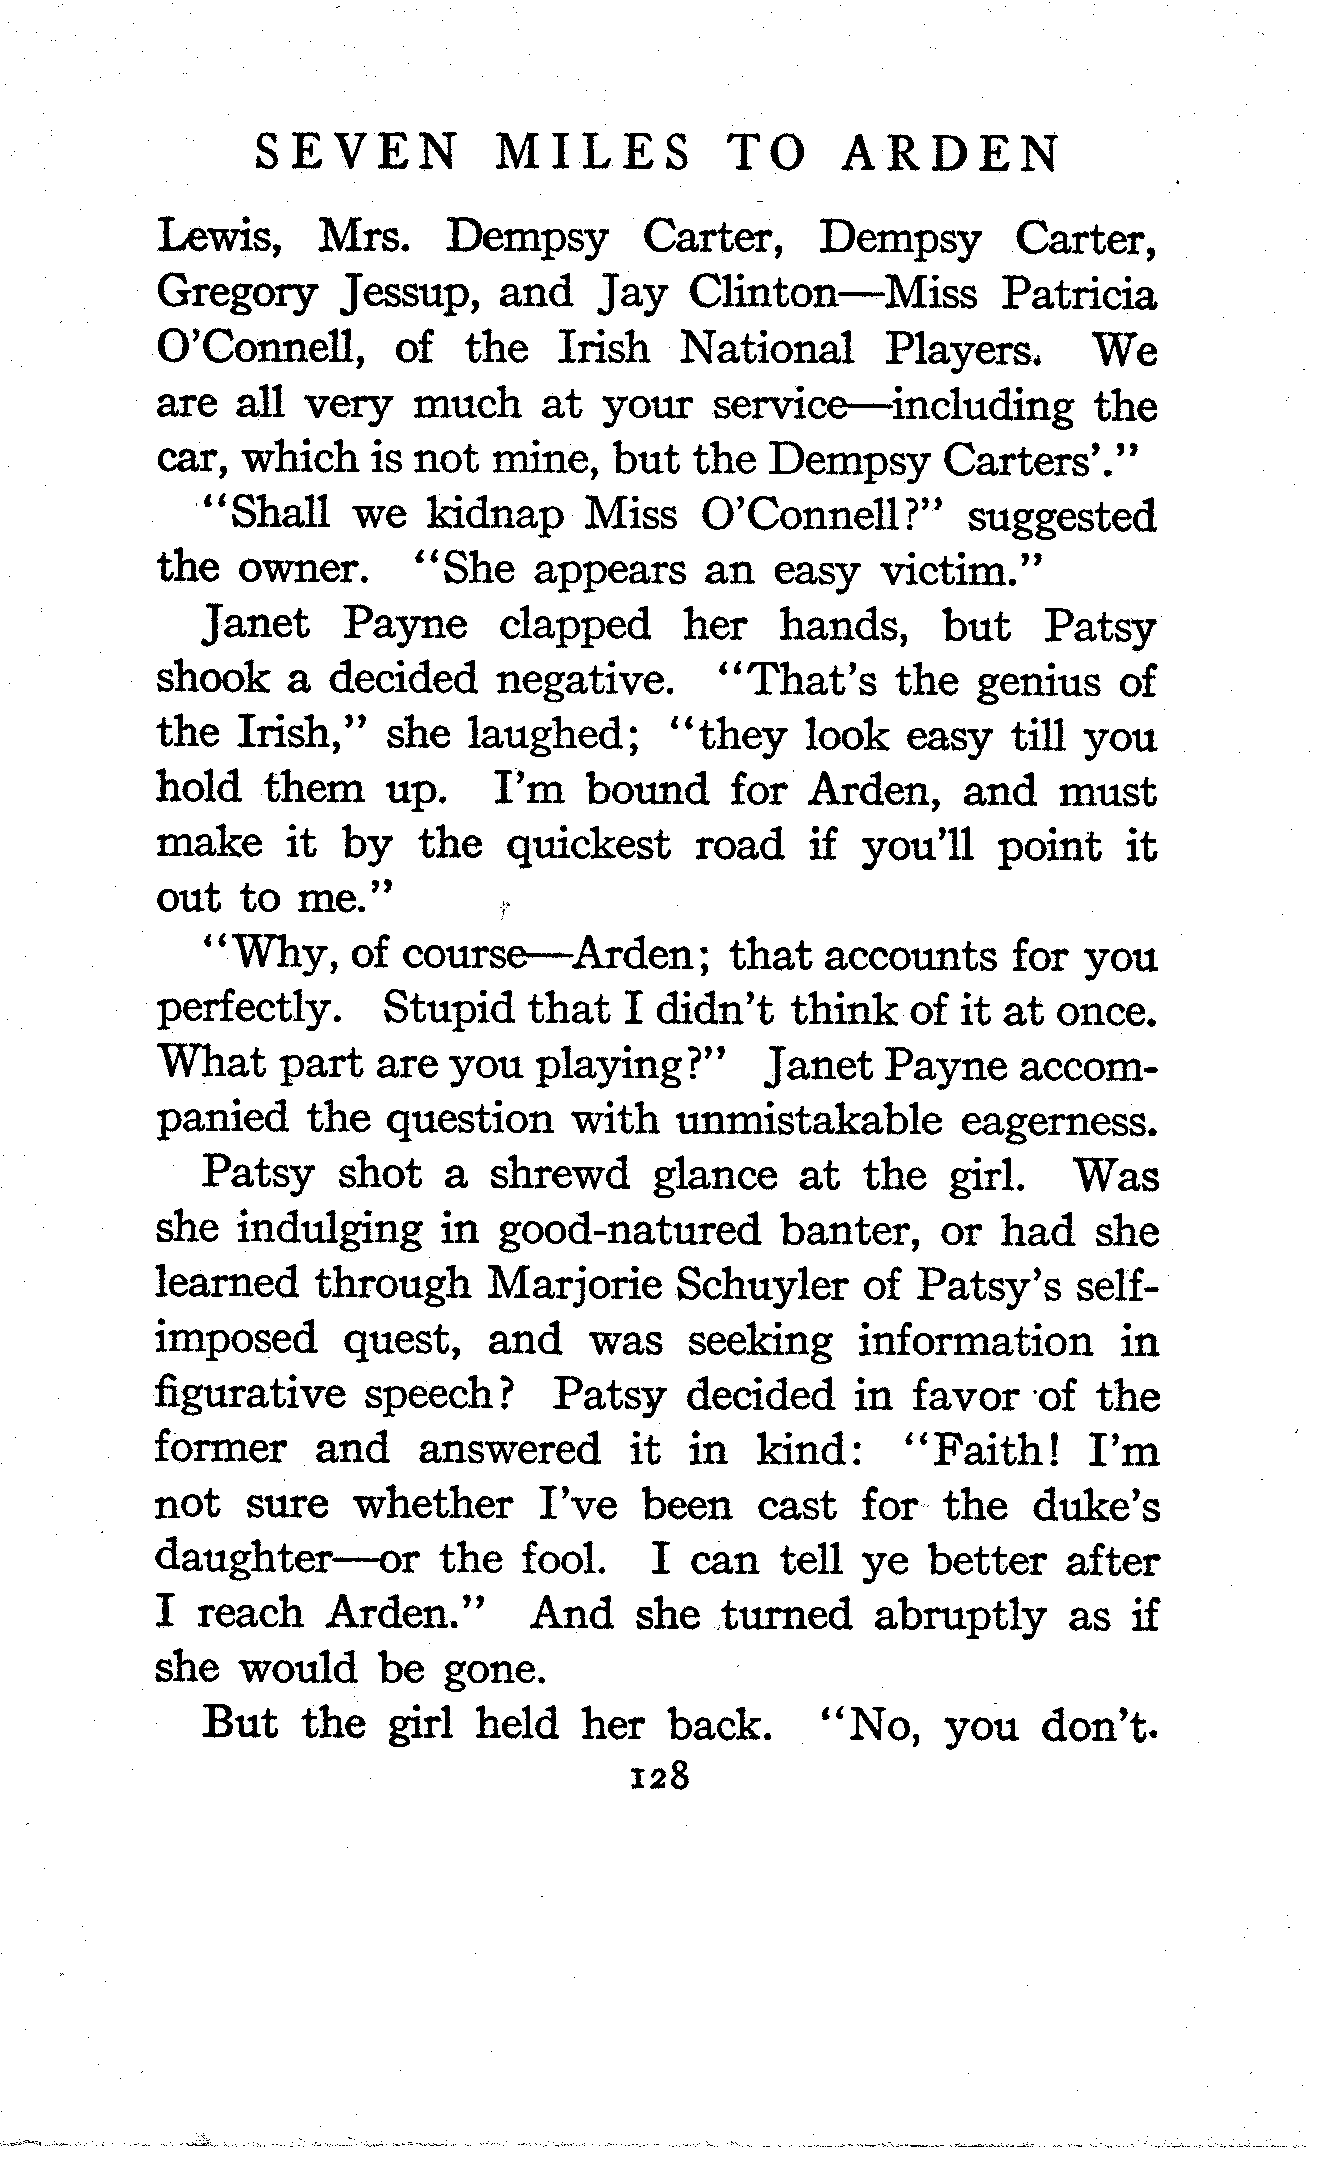 SEVEN MILES TO ARDEN
Lewis, Mrs. Dempsy Carter, Dempsy Carter,
Gregory Jessup, and Jay Clinton—Miss Patricia
O'Connell, of the Irish National Players. We
are all very much at your service—including the
car, which is not mine, but the Dempsy Carters'."
"Shall we kidnap Miss O'Connell?" suggested
the owner. "She appears an easy victim."
Janet Payne clapped her hands, but Patsy
shook a decided negative. "That's the genius of
the Irish," she laughed; "they look easy till you
hold them up. I'm bound for Arden, and must
make it by the quickest road if you'll point it
out to me."
"Why, of course—Arden; that accounts for you
perfectly. Stupid that I didn't think of it at once.
What part are you playing?" Janet Payne accom-
panied the question with unmistakable eagerness.
Patsy shot a shrewd glance at the girl. Was
she indulging in good-natured banter, or had she
learned through Marjorie Schuyler of Patsy's self-
imposed quest, and was seeking information in
figurative speech? Patsy decided in favor of the
former and answered it in kind: "Faith! I'm
not sure whether I've been cast for the duke's
daughter—or the fool. I can tell ye better after
I reach Arden." And she turned abruptly as if
she would be gone.
But the girl held her back. "No, you don't.
128